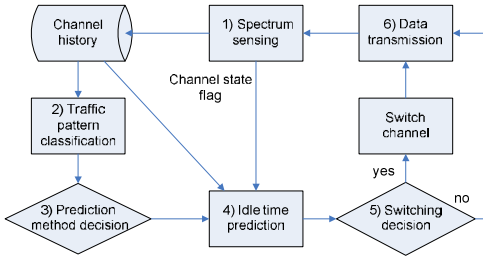 Channel
history
1) Spectrum
sensing
6) Data
transmission
Channel state
flag
2) Traffic
pattern
classification
Switch
channel
yes
no
3) Prediction
method decision
4) Idle time
prediction
5) Switching
decision